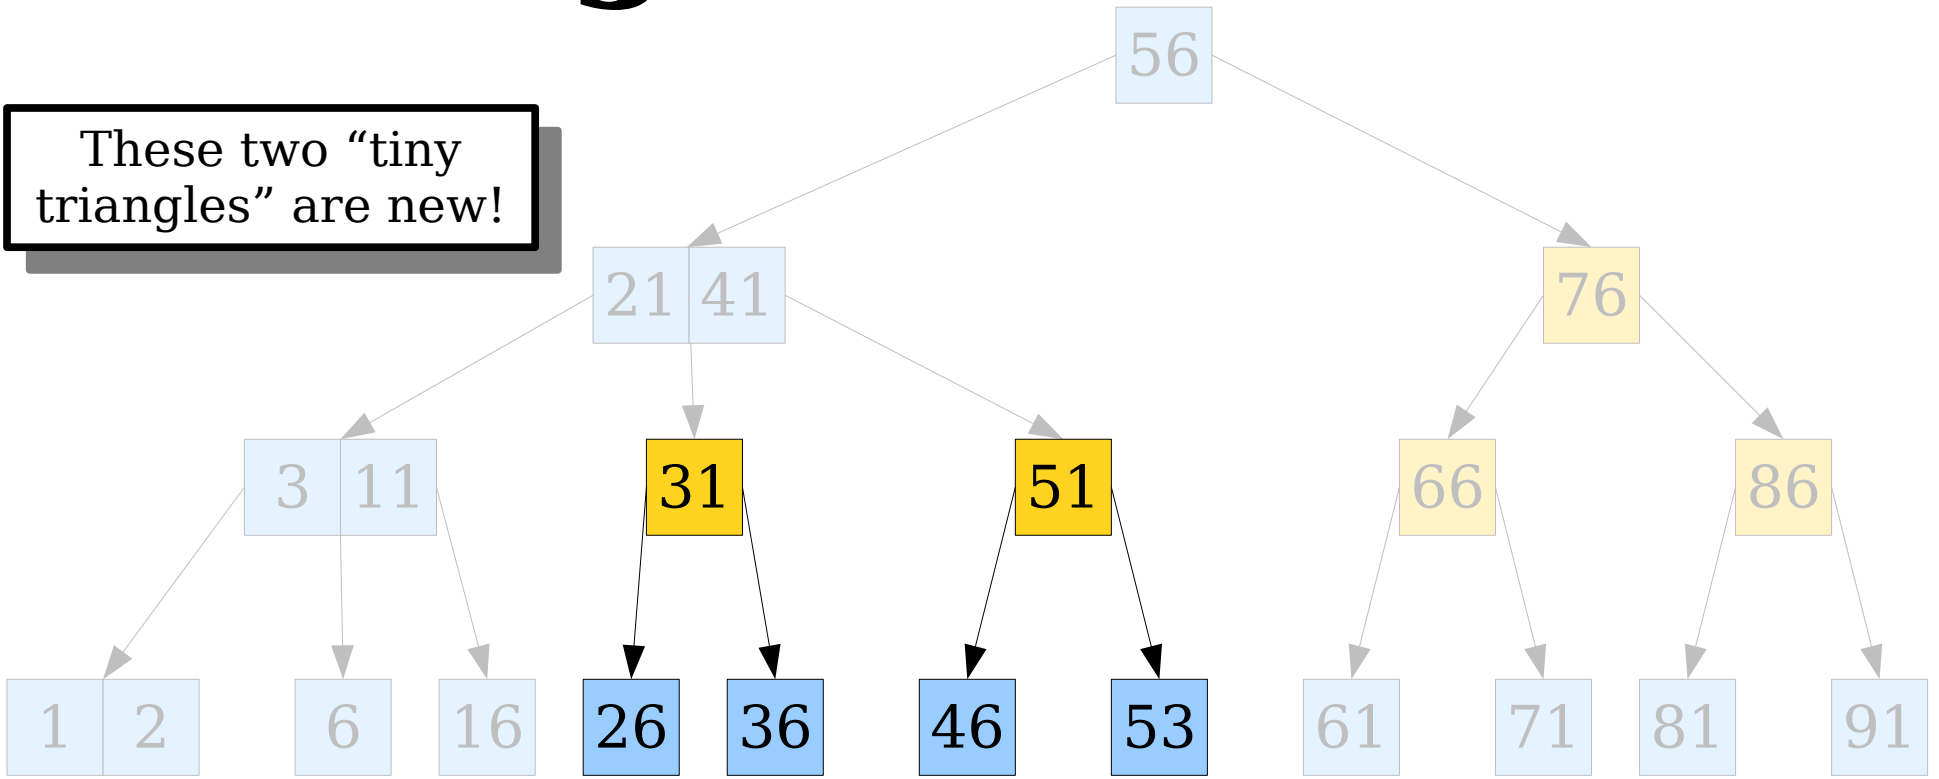 56
These two “tiny
triangles” are new!
21 41 76
3 11 31 51 66 86
1 2 6 16 26 36 46 53 61 71 81 91